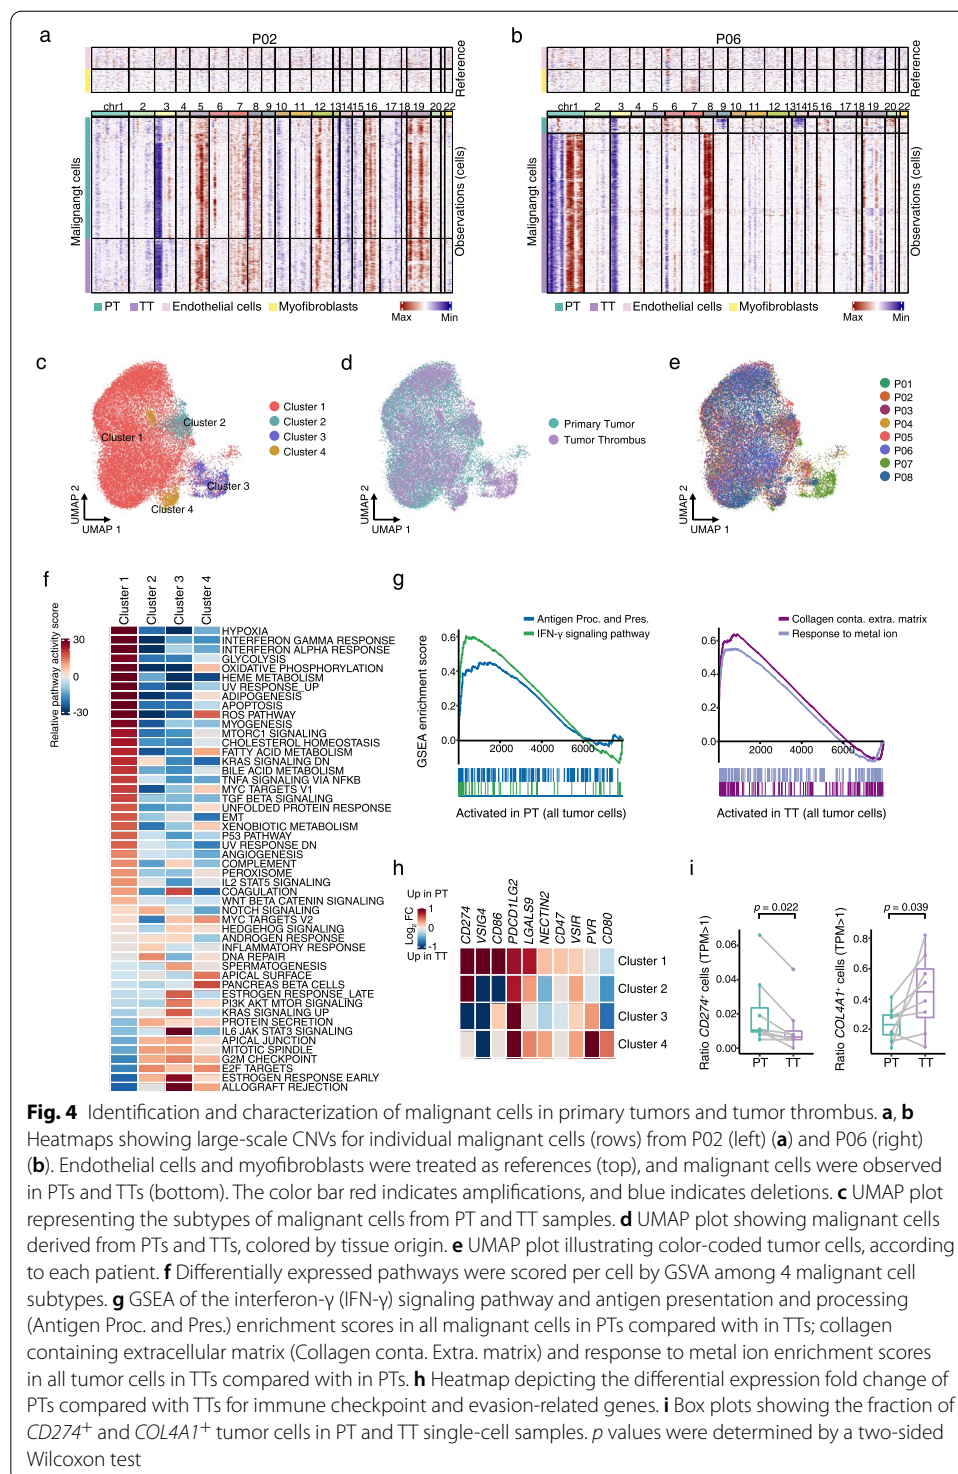 a
P02
Reference
chr1 2 3 4 5 6 7 8 9 10 11 12 13 14 15 16 17 18 19 20 22
Malignangt cells
Observations (cells)
PT TT Endothelial cells Myofibroblasts
Max Min
b
P06
Reference
chr1 2 3 4 5 6 7 8 9 10 11 12 13 14 15 16 17 18 19 20 22
Malignangt cells
Observations (cells)
PT TT Endothelial cells Myofibroblasts
Max Min
c
Cluster 1
Cluster 2
Cluster 3
Cluster 4
UMAP 2
UMAP 1
Cluster 1
Cluster 2
Cluster 3
Cluster 4
d
UMAP 2
UMAP 1
Primary Tumor
Tumor Thrombus
e
UMAP 2
UMAP 1
P01
P02
P03
P04
P05
P06
P07
P08
f
Relative pathway activity score
30
0
-30
Cluster 1
Cluster 2
Cluster 3
Cluster 4
HYPOXIA
INTERFERON GAMMA RESPONSE
INTERFERON ALPHA RESPONSE
GLYCOLYSIS
OXIDATIVE PHOSPHORYLATION
HEME METABOLISM
UV RESPONSE_UP
ADIPOGENESIS
APOPTOSIS
ROS PATHWAY
MYOGENESIS
MTORC1 SIGNALING
CHOLESTEROL HOMEOSTASIS
FATTY ACID METABOLISM
KRAS SIGNALING DN
BILE ACID METABOLISM
TNFA SIGNALING VIA NFKB
MYC TARGETS V1
TGF BETA SIGNALING
UNFOLDED PROTEIN RESPONSE
EMT
XENOBIOTIC METABOLISM
P53 PATHWAY
UV RESPONSE DN
ANGIOGENESIS
COMPLEMENT
PEROXISOME
IL2 STAT5 SIGNALING
COAGULATION
WNT BETA CATENIN SIGNALING
NOTCH SIGNALING
MYC TARGETS V2
HEDGEHOG SIGNALING
ANDROGEN RESPONSE
INFLAMMATORY RESPONSE
DNA REPAIR
SPERMATOGENESIS
APICAL SURFACE
PANCREAS BETA CELLS
ESTROGEN RESPONSE_LATE
PI3K AKT MTOR SIGNALING
KRAS SIGNALING UP
PROTEIN SECRETION
IL6 JAK STAT3 SIGNALING
APICAL JUNCTION
MITOTIC SPINDLE
G2M CHECKPOINT
E2F TARGETS
ESTROGEN RESPONSE EARLY
ALLOGRAFT REJECTION
g
GSEA enrichment score
Antigen Proc. and Pres.
IFN-γ signaling pathway
0.6
0.4
0.2
0.0
2000 4000 6000
Activated in PT (all tumor cells)
Collagen conta. extra. matrix
Response to metal ion
0.4
0.0
2000 4000 6000
Activated in TT (all tumor cells)
h
Up in PT
Log2 FC
1
0
-1
Up in TT
CD274
VSIG4
CD86
PDCD1LG2
LGALS9
NECTIN2
CD47
VSIR
PVR
CD80
Cluster 1
Cluster 2
Cluster 3
Cluster 4
i
p = 0.022
Ratio CD274+ cells (TPM>1)
0.06
0.04
0.02
0.00
PT TT
p = 0.039
Ratio COL4A1+ cells (TPM>1)
0.8
0.6
0.4
0.2
0.0
PT TT
Fig. 4 Identification and characterization of malignant cells in primary tumors and tumor thrombus. a, b
Heatmaps showing large-scale CNVs for individual malignant cells (rows) from P02 (left) (a) and P06 (right)
(b). Endothelial cells and myofibroblasts were treated as references (top), and malignant cells were observed
in PTs and TTs (bottom). The color bar red indicates amplifications, and blue indicates deletions. c UMAP plot
representing the subtypes of malignant cells from PT and TT samples. d UMAP plot showing malignant cells
derived from PTs and TTs, colored by tissue origin. e UMAP plot illustrating color-coded tumor cells, according
to each patient. f Differentially expressed pathways were scored per cell by GSVA among 4 malignant cell
subtypes. g GSEA of the interferon-γ (IFN-γ) signaling pathway and antigen presentation and processing
(Antigen Proc. and Pres.) enrichment scores in all malignant cells in PTs compared with in TTs; collagen
containing extracellular matrix (Collagen conta. Extra. matrix) and response to metal ion enrichment scores
in all tumor cells in TTs compared with in PTs. h Heatmap depicting the differential expression fold change of
PTs compared with TTs for immune checkpoint and evasion-related genes. i Box plots showing the fraction of
CD274+ and COL4A1+ tumor cells in PT and TT single-cell samples. p values were determined by a two-sided
Wilcoxon test